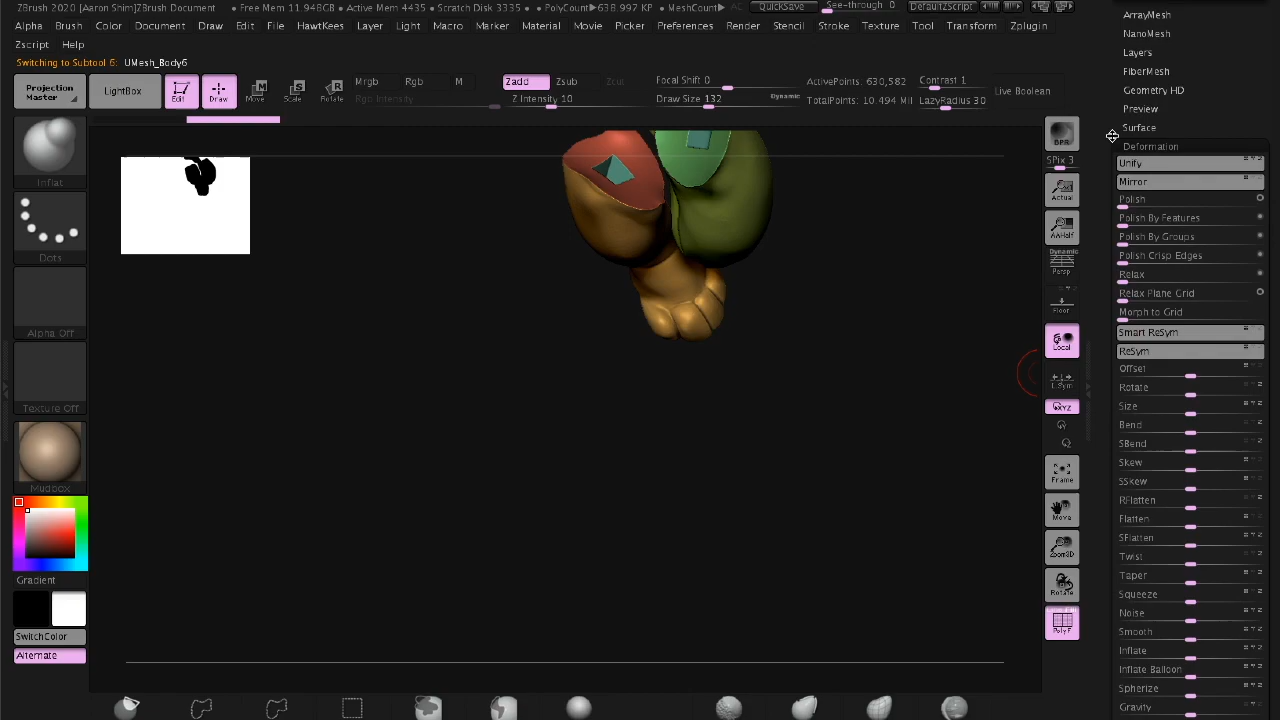 ZBrush 2020 [Aaron Shim]ZBrush Document • Free Mem 11.948GB • Active Mem 4435 • Scratch Disk 3335 • PolyCount▸638.997 KP • MeshCount▸ AC QuickSave See-through 0 DefaultZScript
Alpha Brush Color Document Draw Edit File HawtKees Layer Light Macro Marker Material Movie Picker Preferences Render Stencil Stroke Texture Tool Transform Zplugin
Zscript Help
Switching to Subtool 6: UMesh_Body6
Projection Master
LightBox
Edit
Draw
Move
Scale
Rotate
Mrgb Rgb M
Rgb Intensity
Zadd Zsub Zcut
Z Intensity 10
Focal Shift 0
Draw Size 132
Dynamic
ActivePoints: 630,582
TotalPoints: 10.494 Mil
Contrast 1
LazyRadius 30
Live Boolean
Inflat
Dots
Alpha Off
Texture Off
Mudbox
Gradient
SwitchColor
Alternate
BPR
SPix 3
Actual
AAHalf
Dynamic
Persp
Floor
Local
L.Sym
xyz
Frame
Move
Zoom3D
Rotate
PolyF
ArrayMesh
NanoMesh
Layers
FiberMesh
Geometry HD
Preview
Surface
Deformation
Unify
Mirror
Polish
Polish By Features
Polish By Groups
Polish Crisp Edges
Relax
Relax Plane Grid
Morph to Grid
Smart ReSym
ReSym
Offset
Rotate
Size
Bend
SBend
Skew
SSkew
RFlatten
Flatten
SFlatten
Twist
Taper
Squeeze
Noise
Smooth
Inflate
Inflate Balloon
Spherize
Gravity